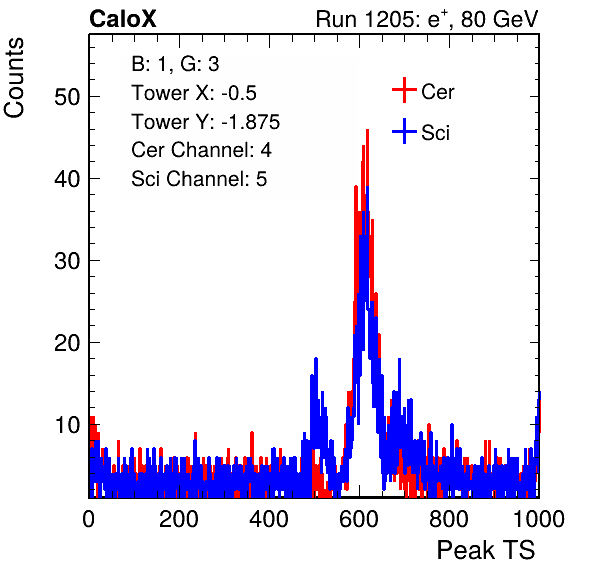 CaloX Run 1205: e⁺, 80 GeV
Counts
B: 1, G: 3
Tower X: -0.5
Tower Y: -1.875
Cer Channel: 4
Sci Channel: 5
Cer
Sci
50
40
30
20
10
0 200 400 600 800 1000
Peak TS